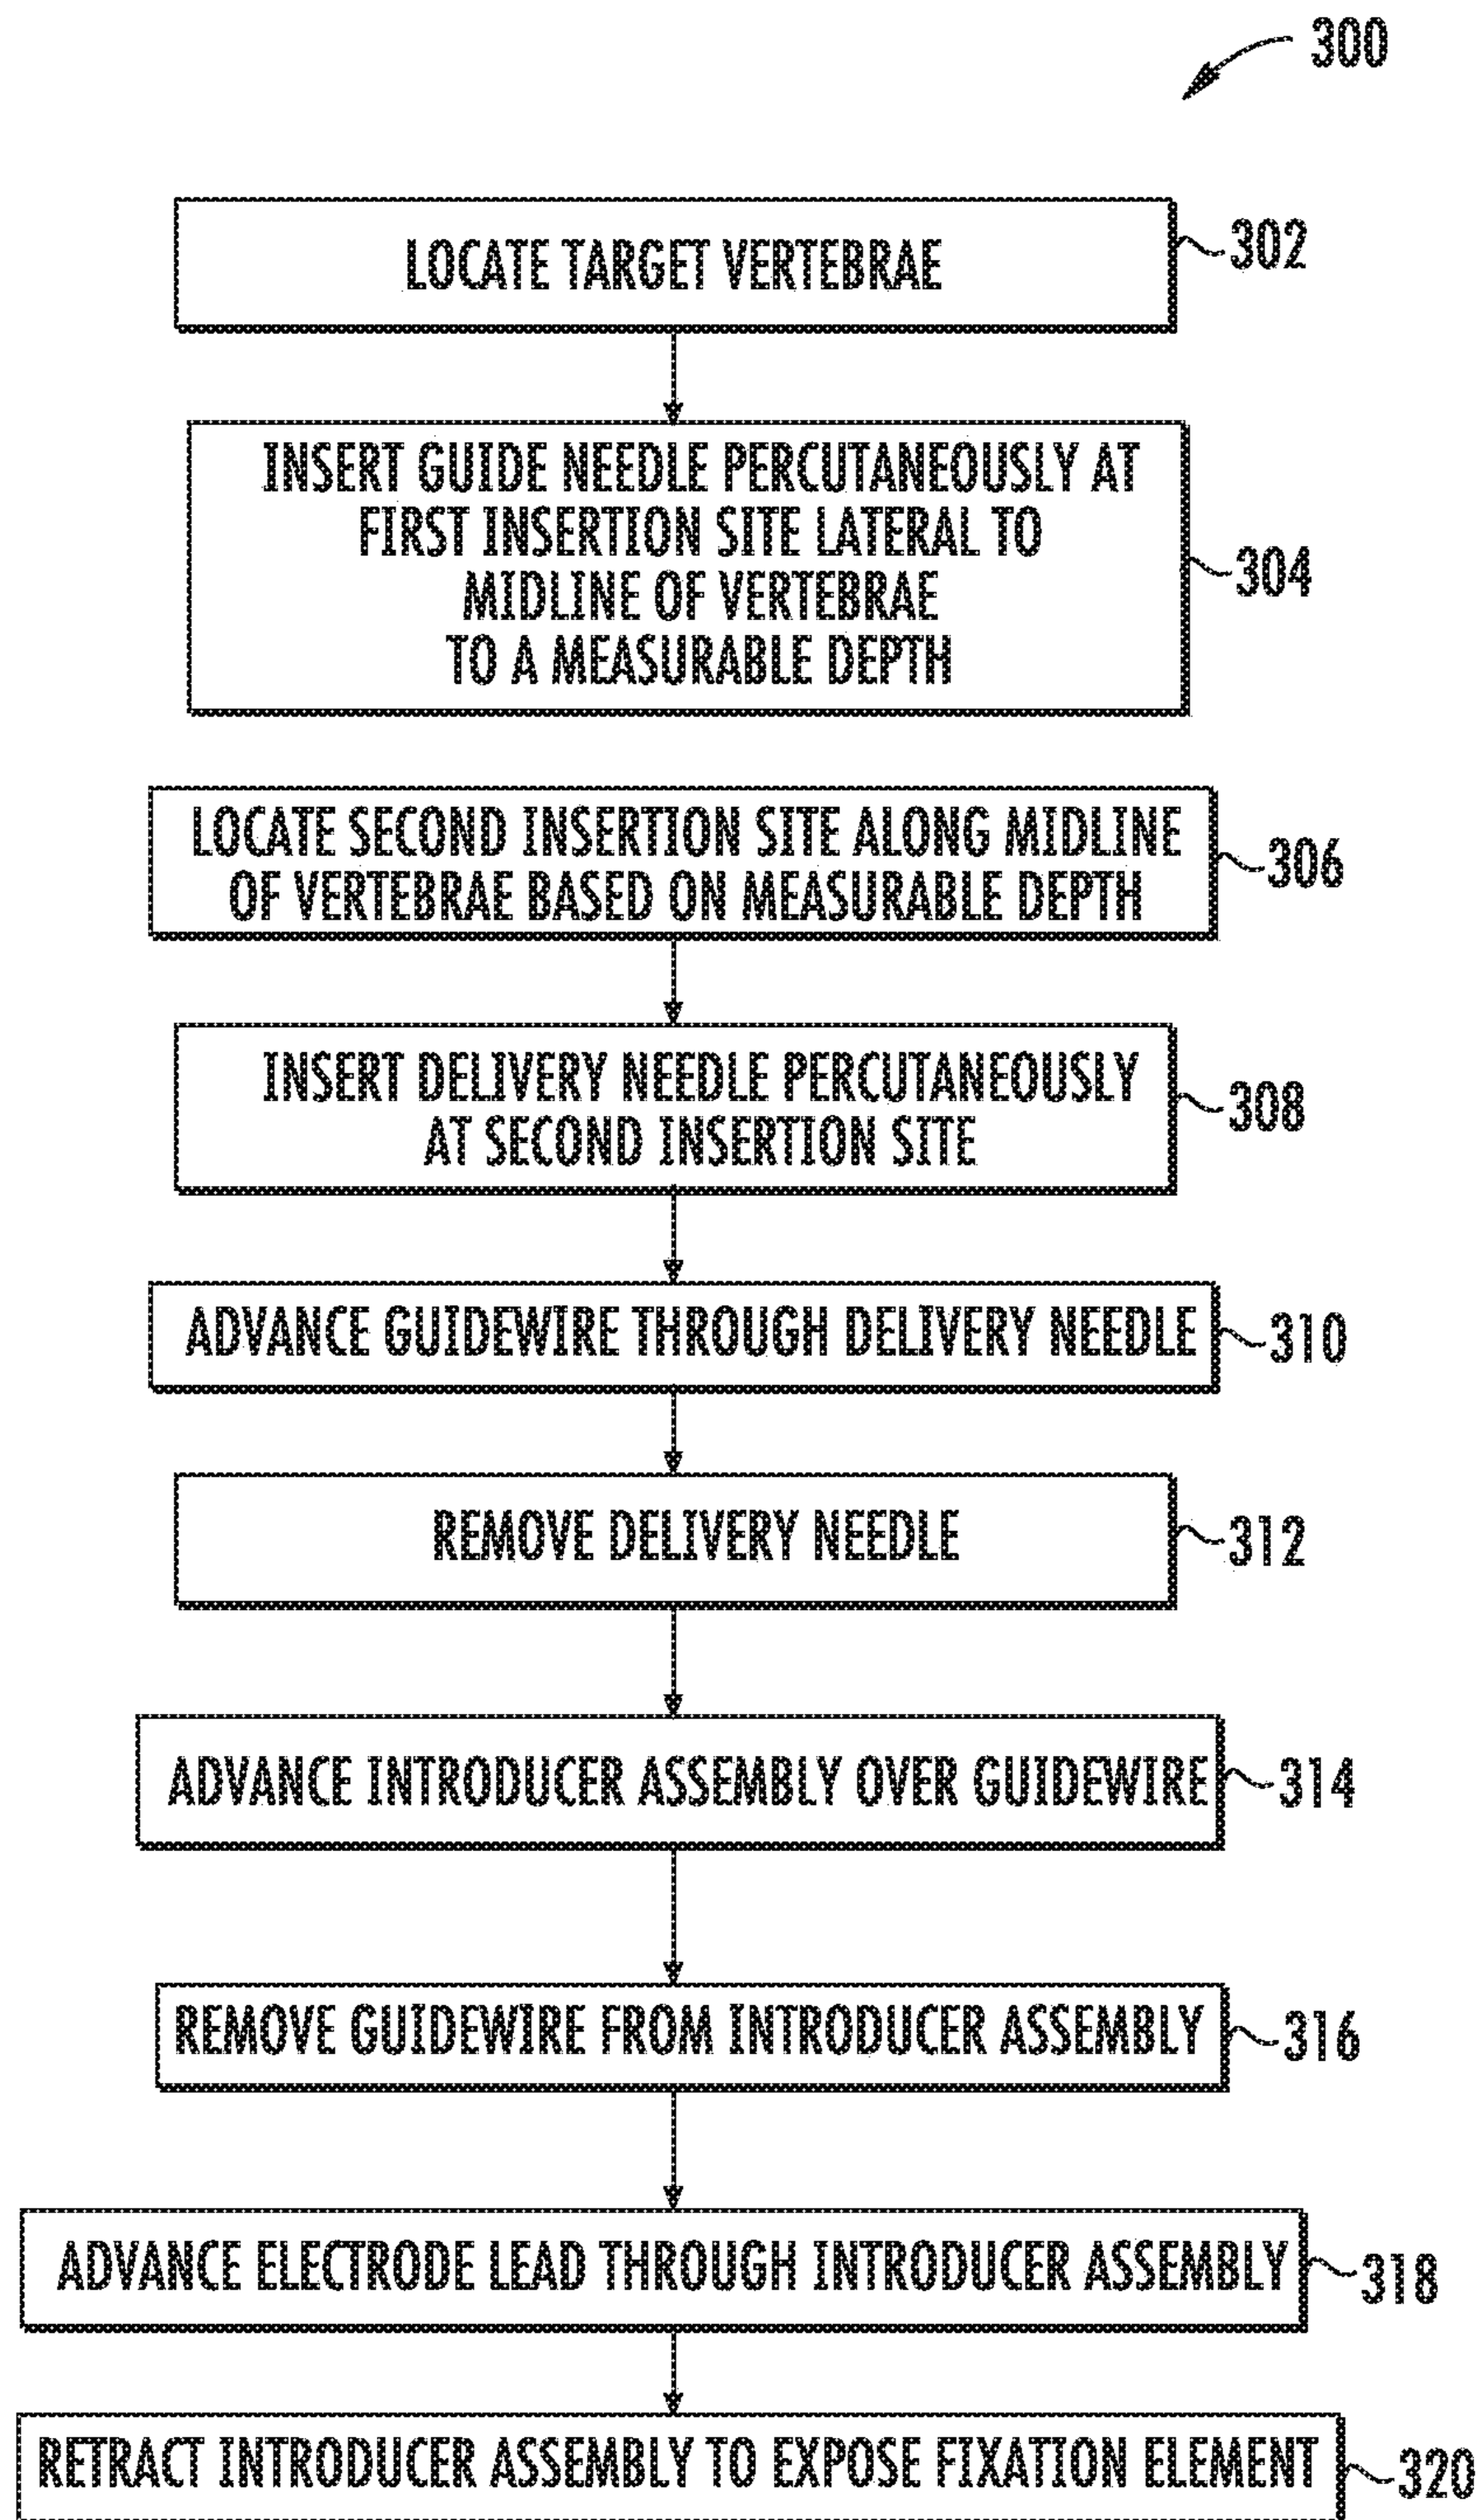 300
LOCATE TARGET VERTEBRAE
302
INSERT GUIDE NEEDLE PERCUTANEOUSLY AT
FIRST INSERTION SITE LATERAL TO
MIDLINE OF VERTEBRAE
TO A MEASURABLE DEPTH
304
LOCATE SECOND INSERTION SITE ALONG MIDLINE
OF VERTEBRAE BASED ON MEASURABLE DEPTH
306
INSERT DELIVERY NEEDLE PERCUTANEOUSLY
AT SECOND INSERTION SITE
308
ADVANCE GUIDEWIRE THROUGH DELIVERY NEEDLE
310
REMOVE DELIVERY NEEDLE
312
ADVANCE INTRODUCER ASSEMBLY OVER GUIDEWIRE
314
REMOVE GUIDEWIRE FROM INTRODUCER ASSEMBLY
316
ADVANCE ELECTRODE LEAD THROUGH INTRODUCER ASSEMBLY
318
RETRACT INTRODUCER ASSEMBLY TO EXPOSE FIXATION ELEMENT
320